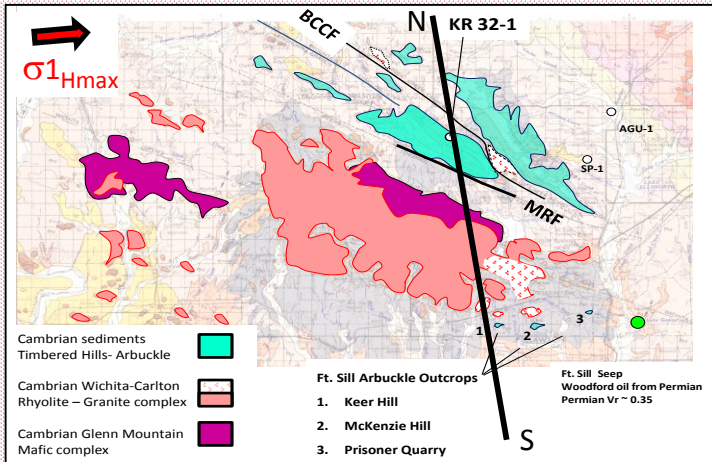 σ1Hmax
BCCF
N
KR 32-1
AGU-1
SP-1
MRF
1
2
3
S
Cambrian sediments
Timbered Hills- Arbuckle
Cambrian Wichita-Carlton
Rhyolite – Granite complex
Cambrian Glenn Mountain
Mafic complex
Ft. Sill Arbuckle Outcrops
1. Keer Hill
2. McKenzie Hill
3. Prisoner Quarry
Ft. Sill Seep
Woodford oil from Permian
Permian Vr ~ 0.35